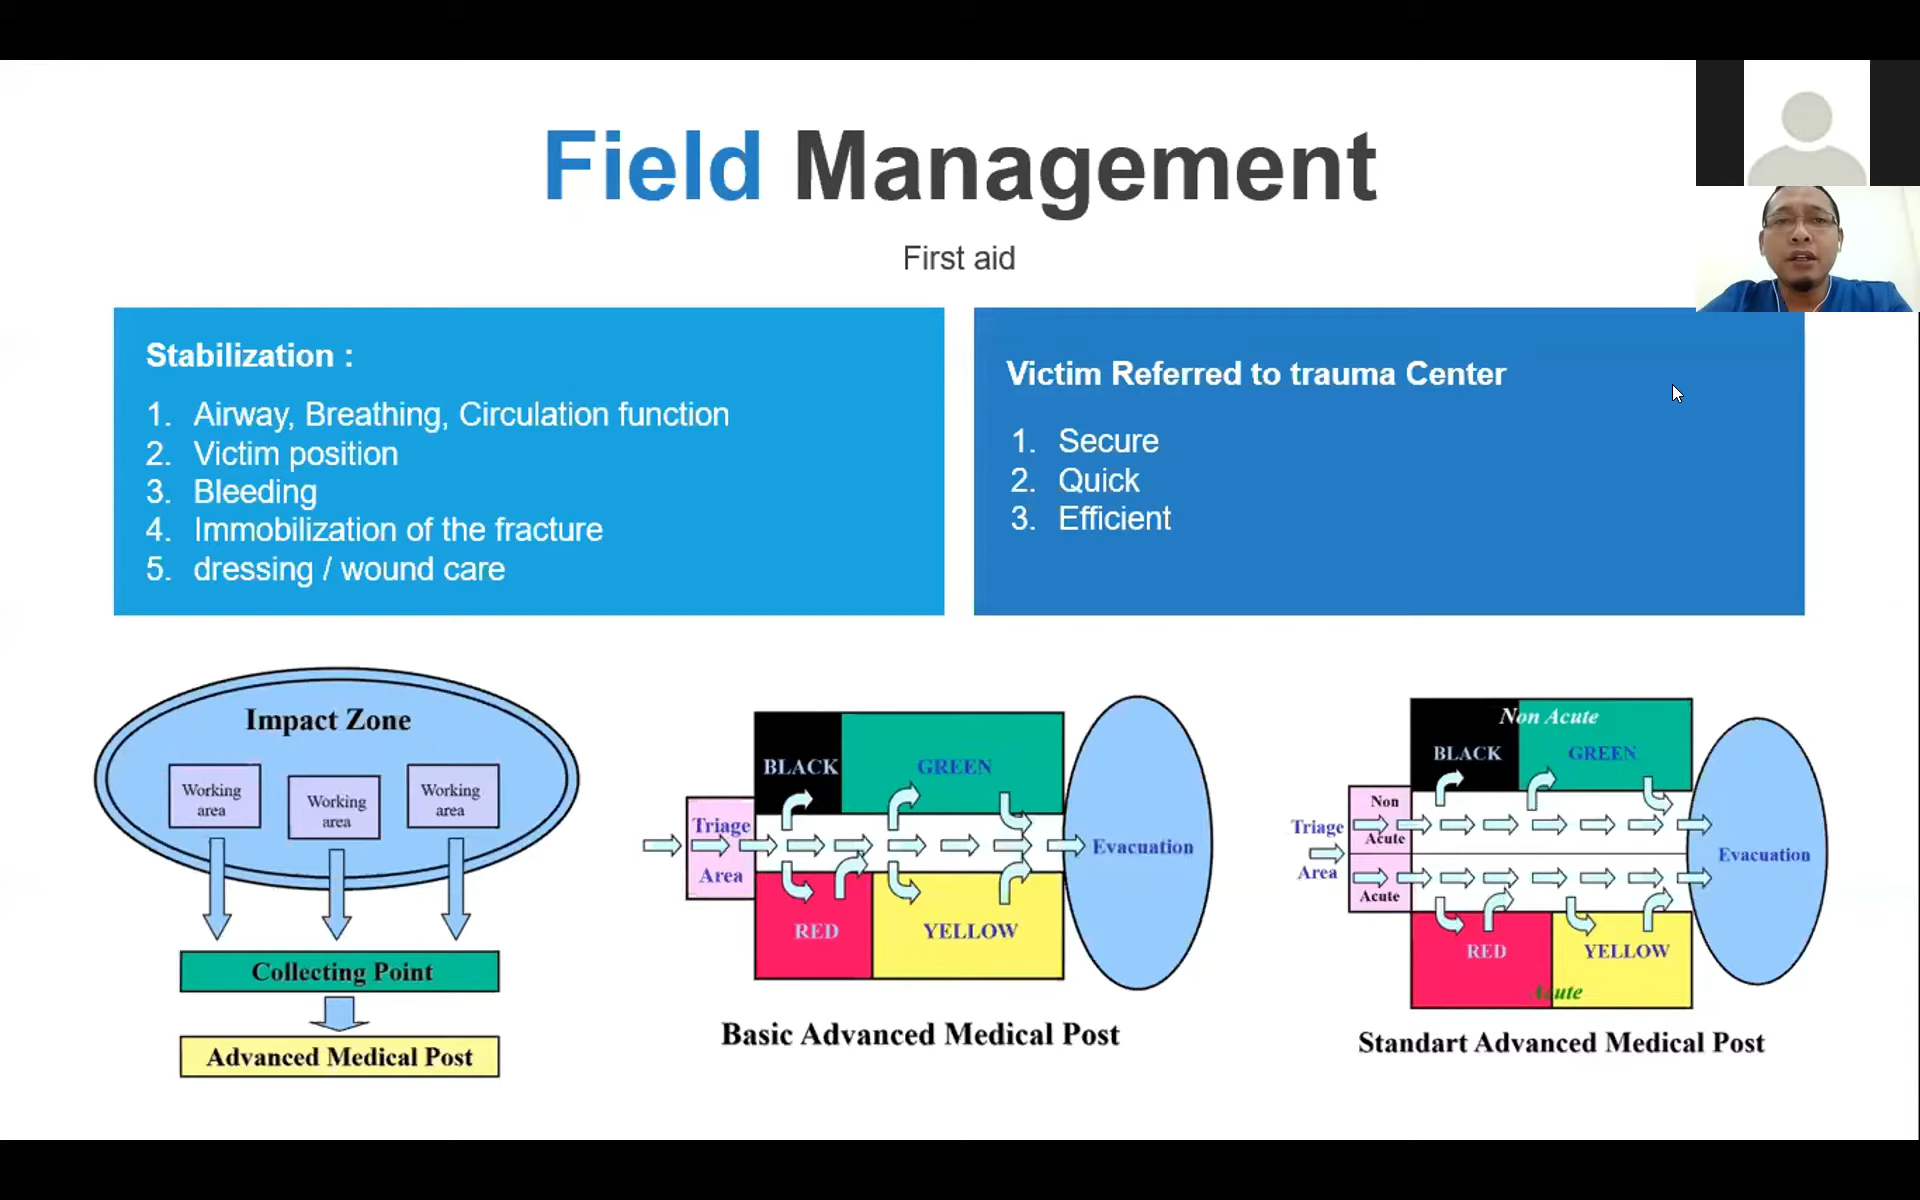 Field Management
First aid
Stabilization :
1. Airway, Breathing, Circulation function
2. Victim position
3. Bleeding
4. Immobilization of the fracture
5. dressing / wound care
Victim Referred to trauma Center
1. Secure
2. Quick
3. Efficient
Impact Zone
Working
area
Working
area
Working
area
Collecting Point
Advanced Medical Post
BLACK
GREEN
Triage
Area
Evacuation
RED
YELLOW
Basic Advanced Medical Post
Non Acute
BLACK
GREEN
Triage
Area
Non
Acute
Acute
Evacuation
RED
YELLOW
Acute
Standart Advanced Medical Post